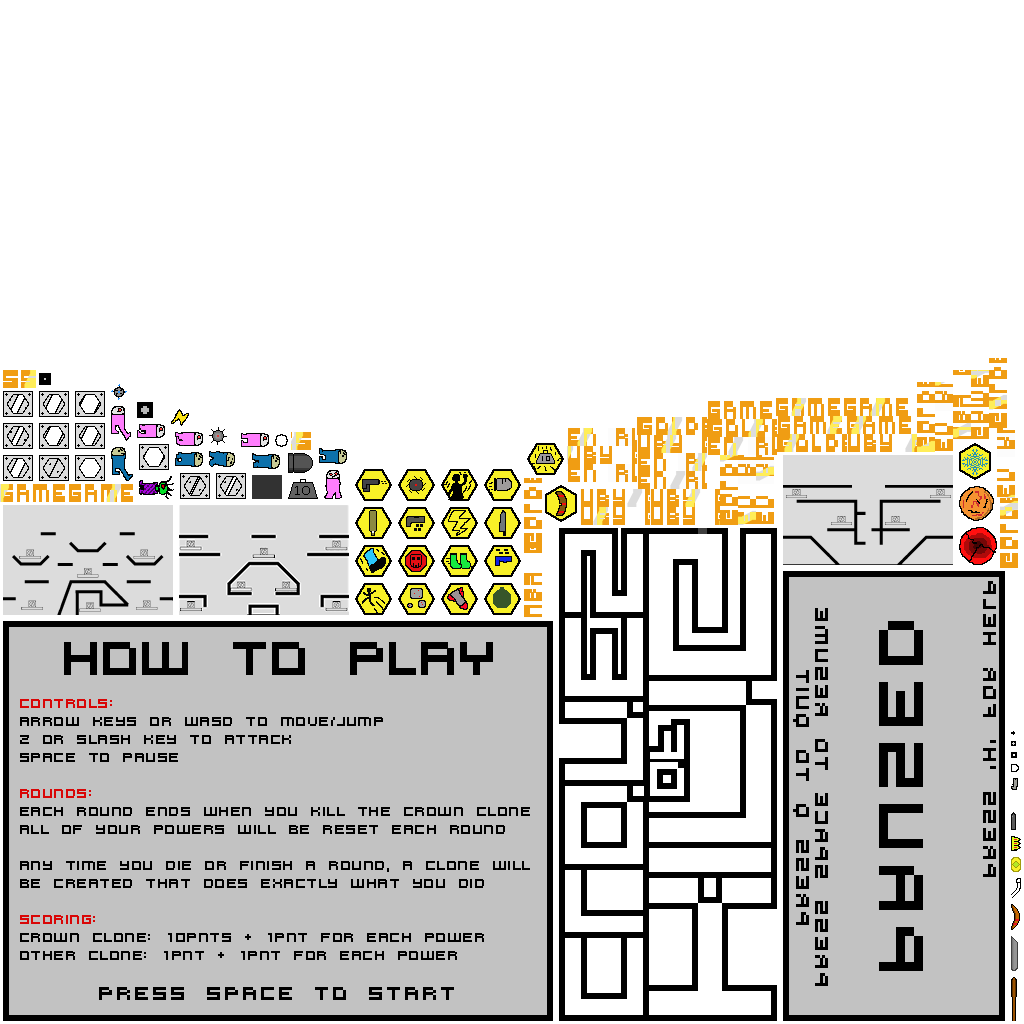 GAMEGAME
10
HOW TO PLAY
CONTROLS:
ARROW KEYS OR WASD TO MOVE/JUMP
Z OR SLASH KEY TO ATTACK
SPACE TO PAUSE
ROUNDS:
EACH ROUND ENDS WHEN YOU KILL THE CROWN CLONE
ALL OF YOUR POWERS WILL BE RESET EACH ROUND
ANY TIME YOU DIE OR FINISH A ROUND, A CLONE WILL
BE CREATED THAT DOES EXACTLY WHAT YOU DID
SCORING:
CROWN CLONE: 10PNTS + 1PNT FOR EACH POWER
OTHER CLONE: 1PNT + 1PNT FOR EACH POWER
PRESS SPACE TO START
PAUSED
PRESS SPACE TO RESUME
PRESS Q TO QUIT
PRESS 'H' FOR HELP